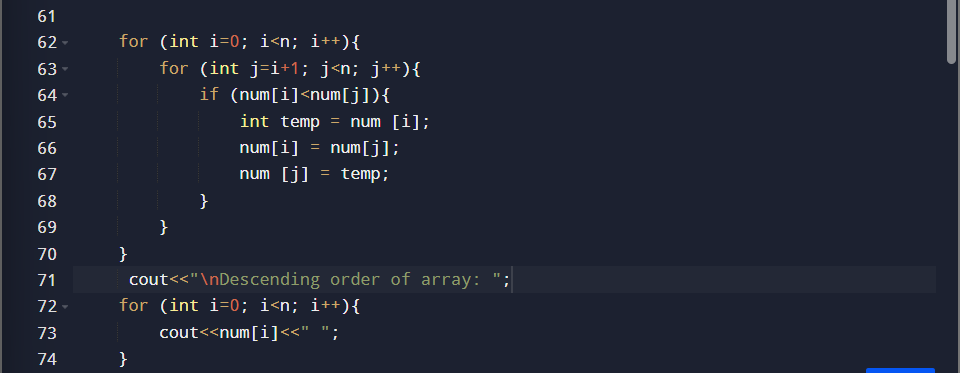 61
62 for (int i=0; i<n; i++){
63 for (int j=i+1; j<n; j++){
64 if (num[i]<num[j]){
65 int temp = num [i];
66 num[i] = num[j];
67 num [j] = temp;
68 }
69 }
70 }
71 cout<<"\nDescending order of array: ";
72 for (int i=0; i<n; i++){
73 cout<<num[i]<<" ";
74 }